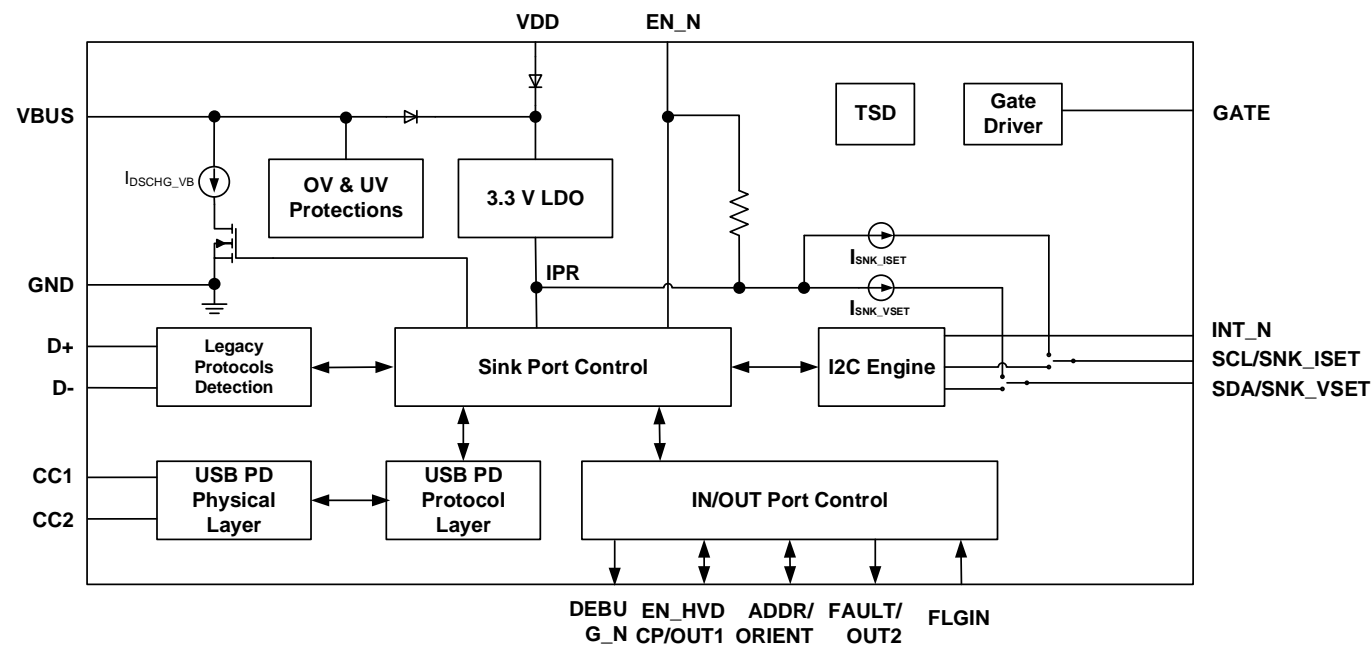 VDD
EN_N
VBUS
TSD
Gate
Driver
GATE
IDSCHG_VB
OV & UV
Protections
3.3 V LDO
ISNK_ISET
GND
IPR
ISNK_VSET
INT_N
D+
Legacy
Protocols
Detection
Sink Port Control
I2C Engine
SCL/SNK_ISET
D-
SDA/SNK_VSET
CC1
USB PD
Physical
Layer
USB PD
Protocol
Layer
IN/OUT Port Control
CC2
DEBU
G_N
EN_HVD
CP/OUT1
ADDR/
ORIENT
FAULT/
OUT2
FLGIN